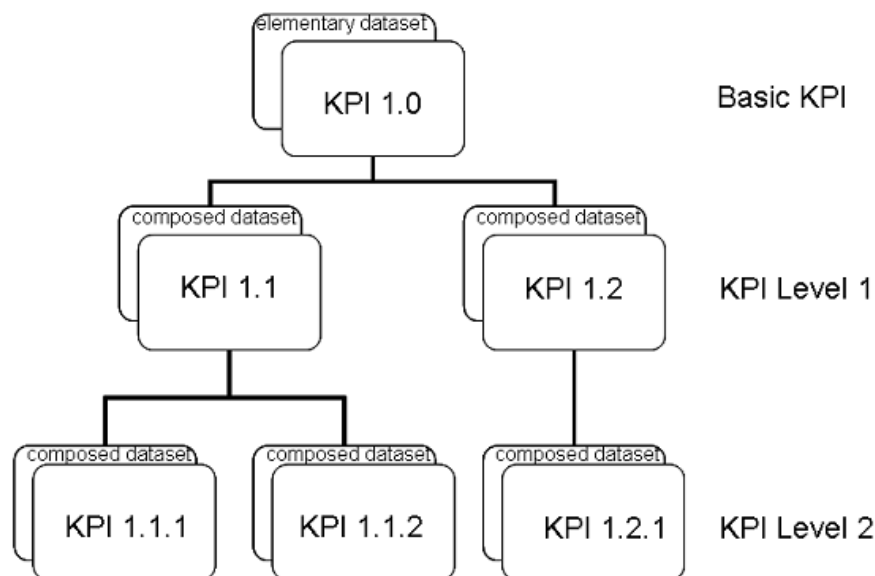 elementary dataset
KPI 1.0
Basic KPI
composed dataset
composed dataset
KPI 1.1
KPI 1.2
KPI Level 1
composed dataset
composed dataset
composed dataset
KPI 1.1.1
KPI 1.1.2
KPI 1.2.1
KPI Level 2